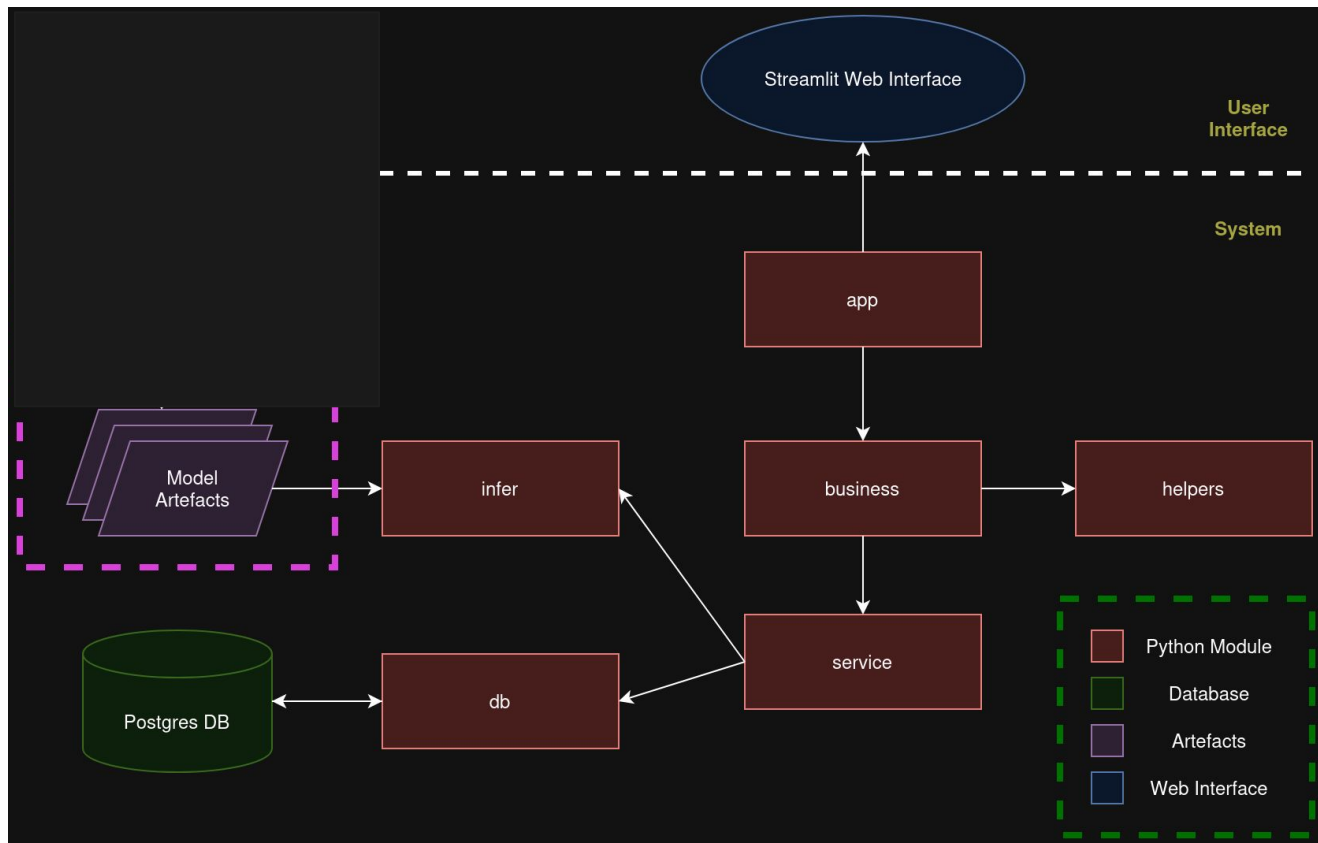 Streamlit Web Interface
User
Interface
System
app
Model
Artefacts
infer
business
helpers
service
Postgres DB
db
Python Module
Database
Artefacts
Web Interface